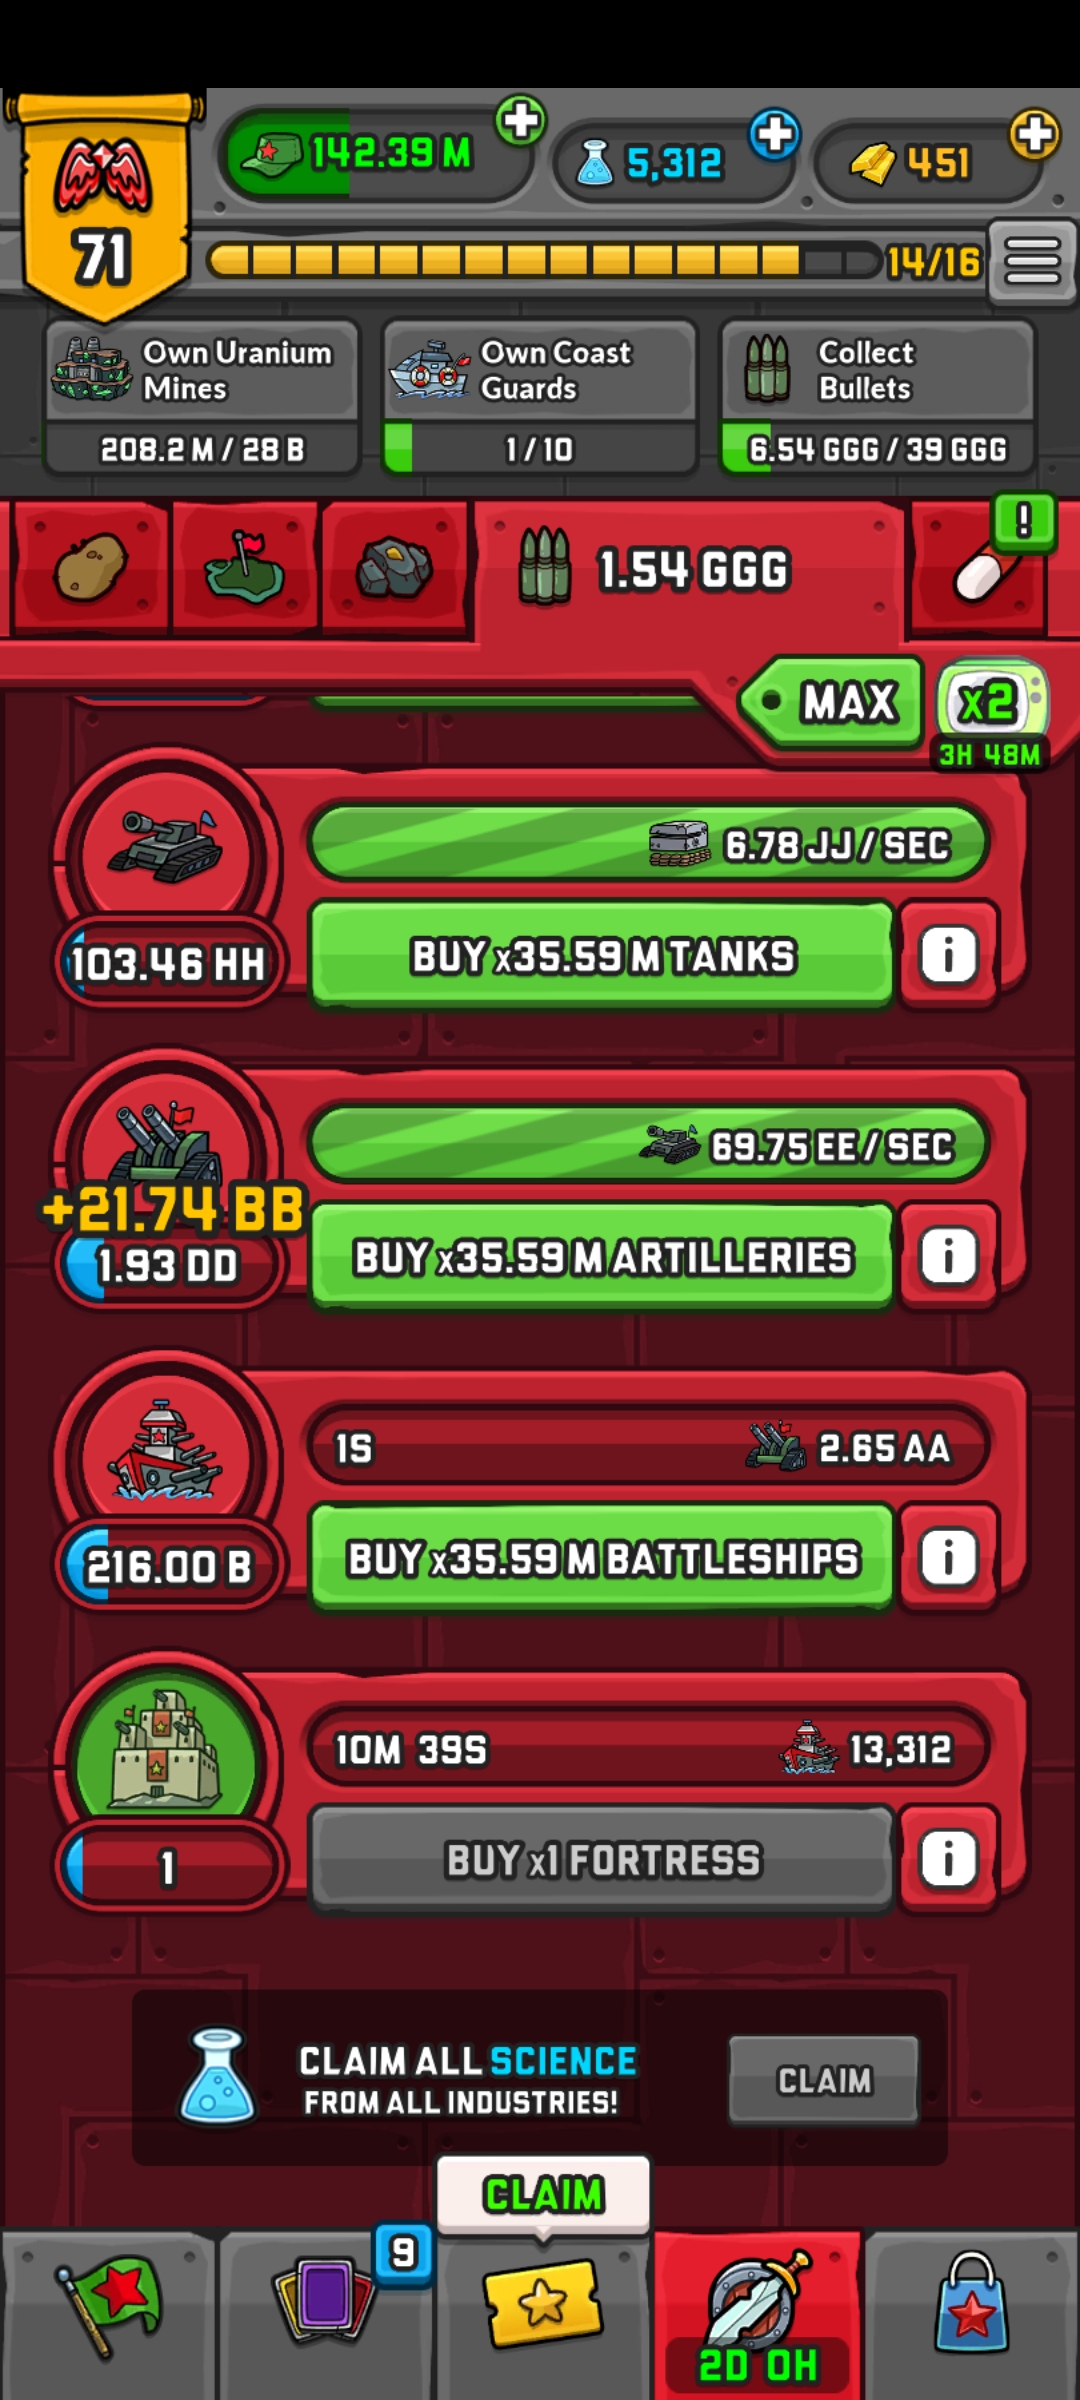 142.39 M
5,312
451
71
14/16
Own Uranium
Mines
208.2 M / 28 B
Own Coast
Guards
1 / 10
Collect
Bullets
6.54 GGG / 39 GGG
1.54 GGG
!
MAX
x2
3H 48M
6.78 JJ / SEC
103.46 HH
BUY x35.59 M TANKS
i
69.75 EE / SEC
+21.74 BB
1.93 DD
BUY x35.59 M ARTILLERIES
i
1S
2.65 AA
216.00 B
BUY x35.59 M BATTLESHIPS
i
10M 39S
13,312
1
BUY x1 FORTRESS
i
CLAIM ALL SCIENCE
FROM ALL INDUSTRIES!
CLAIM
CLAIM
9
2D 0H